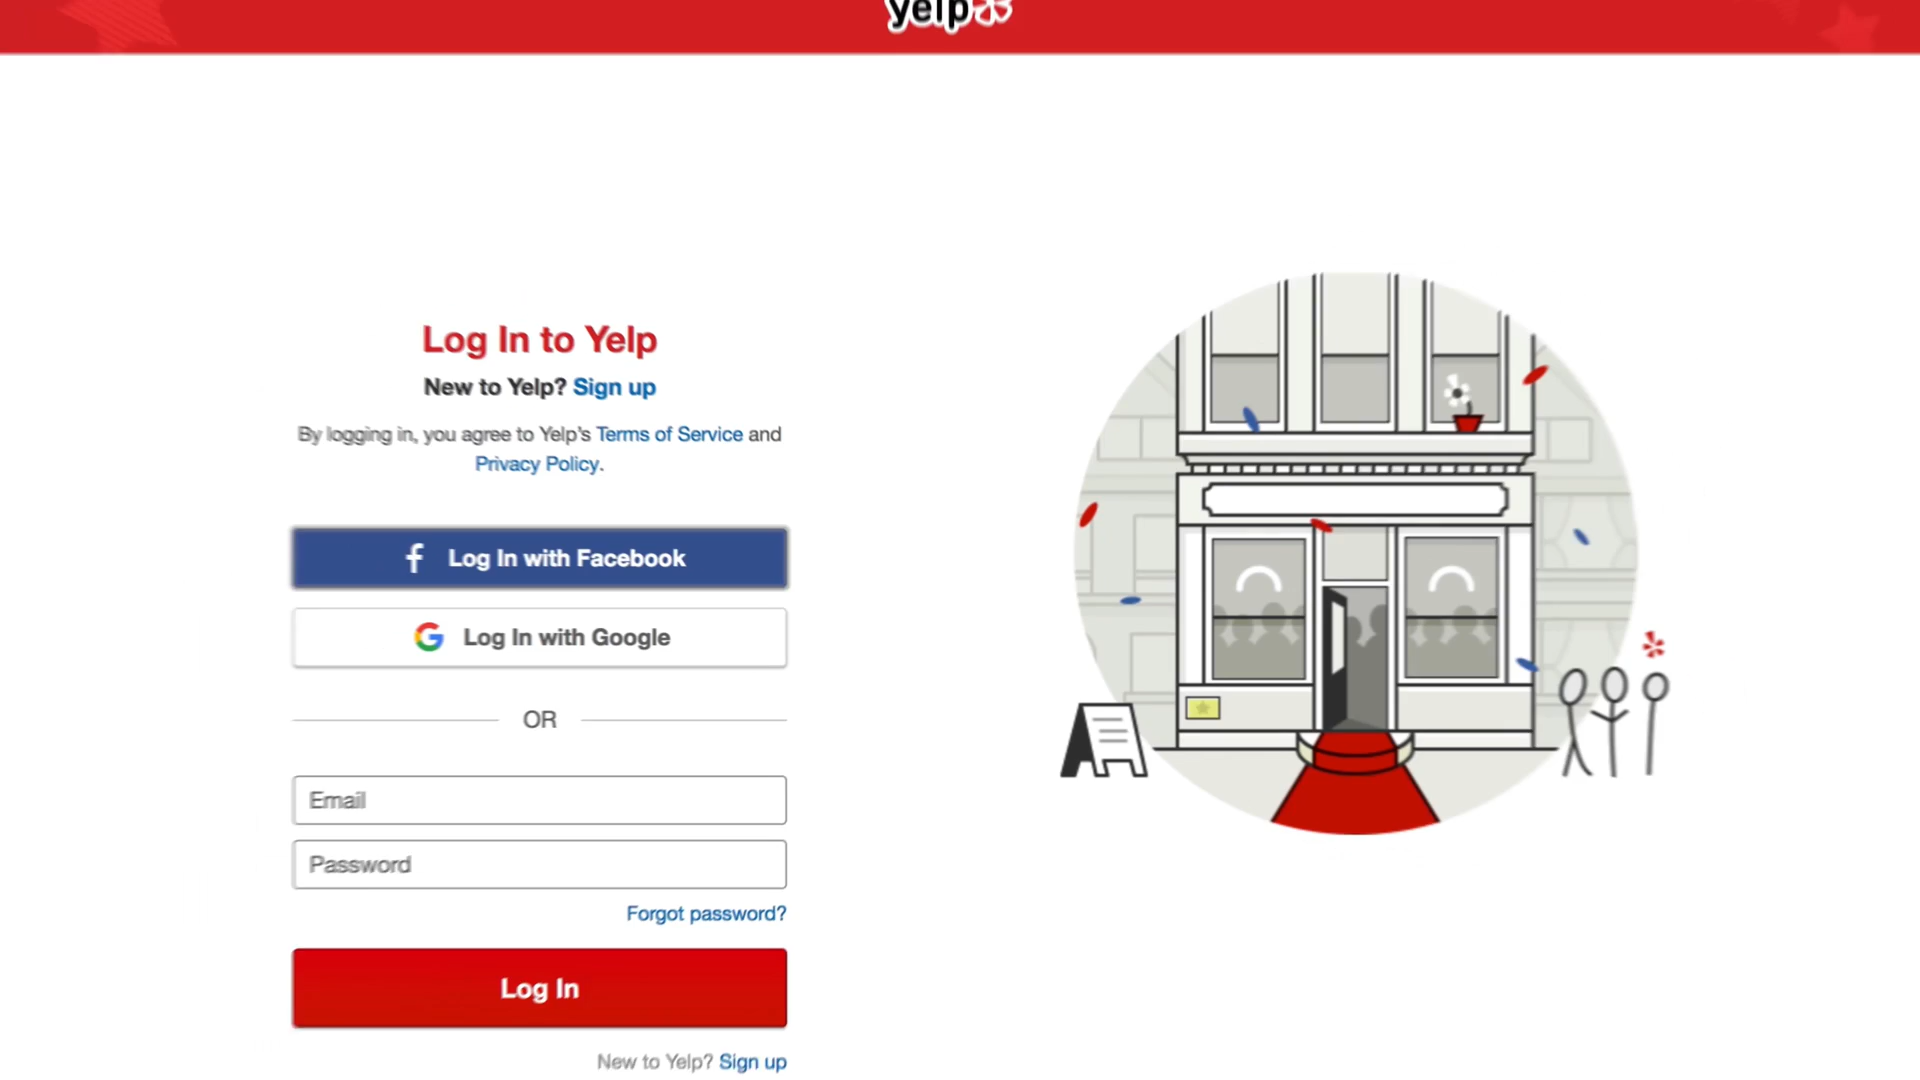 yelp
Log In to Yelp
New to Yelp? Sign up
By logging in, you agree to Yelp's Terms of Service and
Privacy Policy.
f Log In with Facebook
G Log In with Google
OR
Email
Password
Forgot password?
Log In
New to Yelp? Sign up